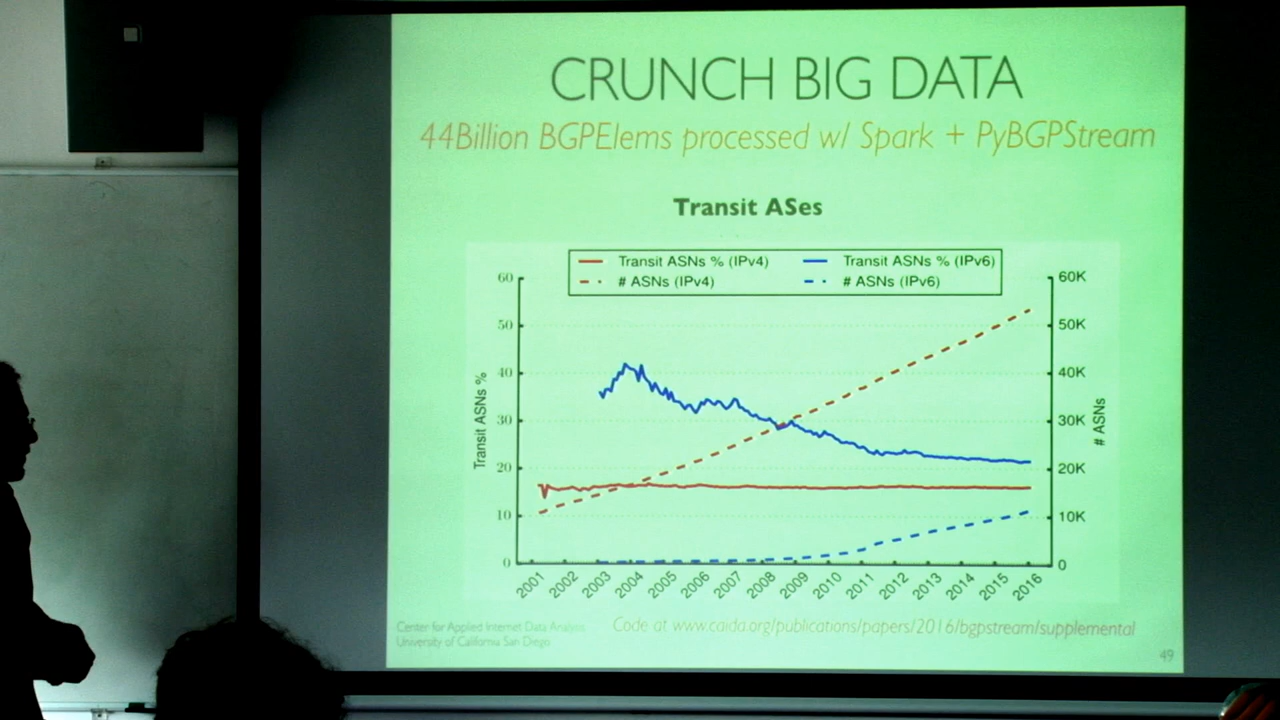 CRUNCH BIG DATA
44Billion BGPElems processed w/ Spark + PyBGPStream
Transit ASes
Transit ASNs % (IPv4)
Transit ASNs % (IPv6)
# ASNs (IPv4)
# ASNs (IPv6)
60
50
40
30
20
10
0
Transit ASNs %
60K
50K
40K
30K
20K
10K
0
# ASNs
2001
2002
2003
2004
2005
2006
2007
2008
2009
2010
2011
2012
2013
2014
2015
2016
Center for Applied Internet Data Analysis
University of California San Diego
Code at www.caida.org/publications/papers/2016/bgpstream/supplemental
49